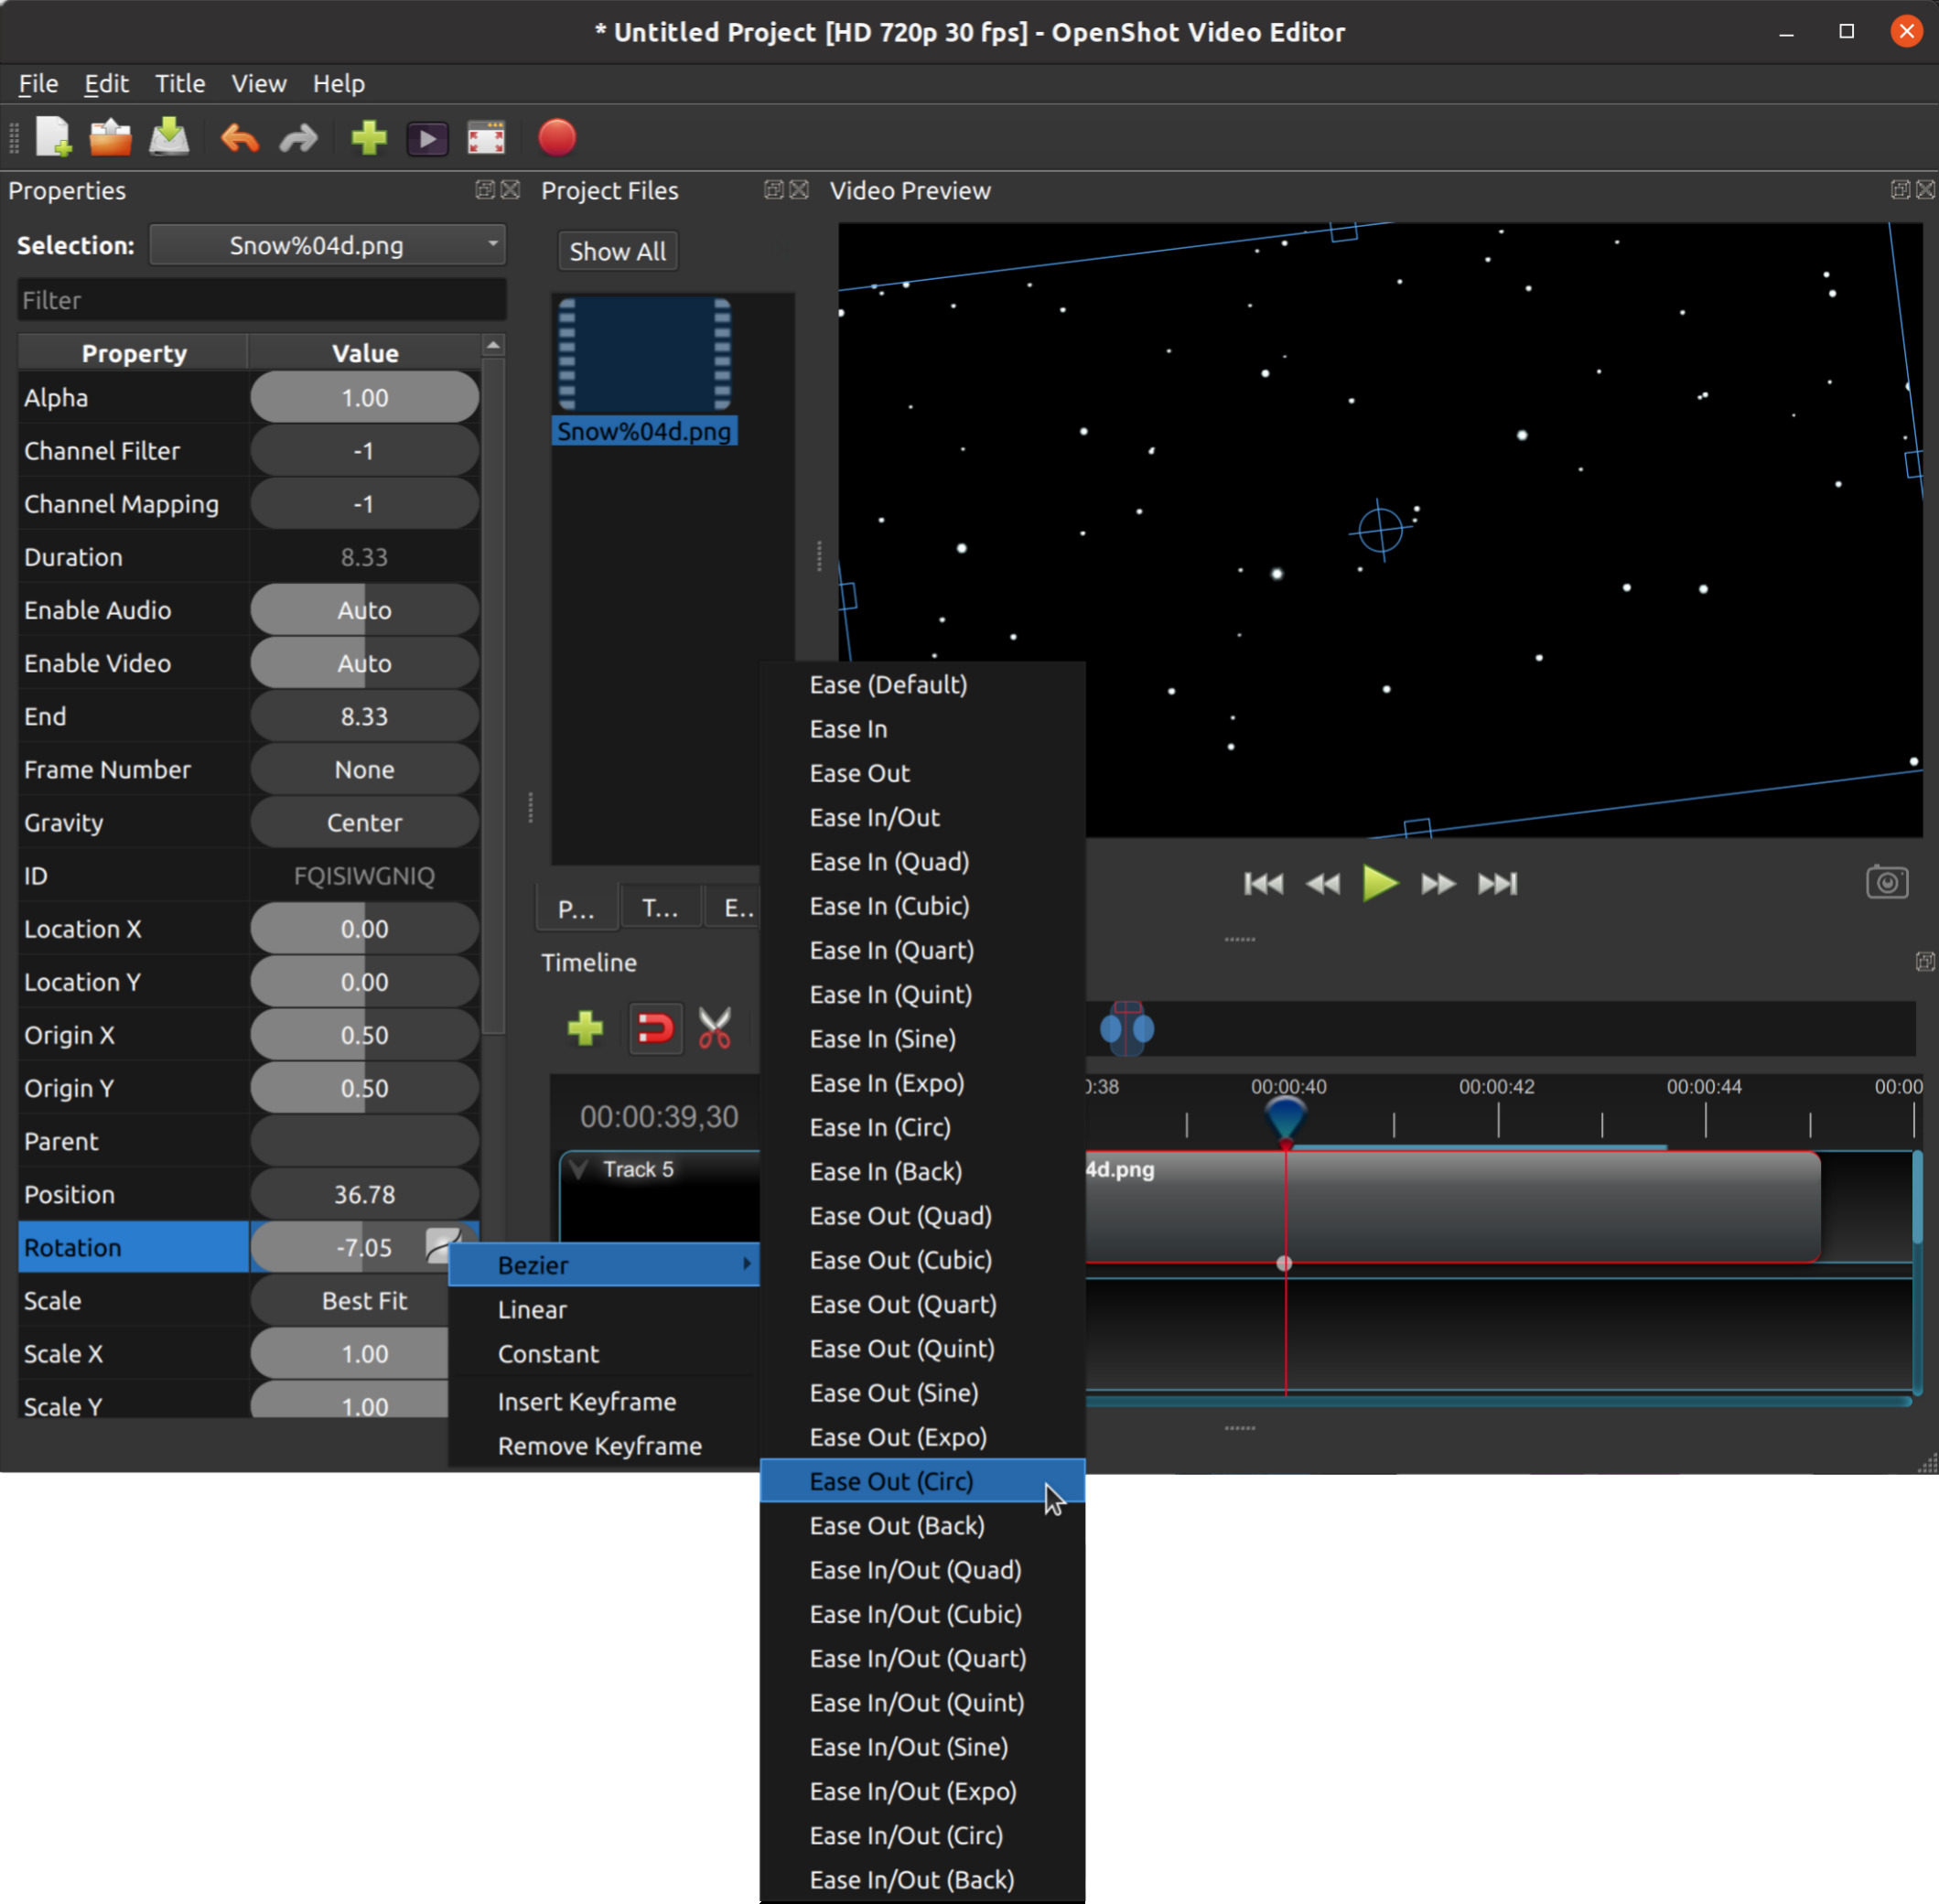 * Untitled Project [HD 720p 30 fps] - OpenShot Video Editor
File Edit Title View Help
Properties
Selection: Snow%04d.png
Filter
Property Value
Alpha 1.00
Channel Filter -1
Channel Mapping -1
Duration 8.33
Enable Audio Auto
Enable Video Auto
End 8.33
Frame Number None
Gravity Center
ID FQISIWGNIQ
Location X 0.00
Location Y 0.00
Origin X 0.50
Origin Y 0.50
Parent
Position 36.78
Rotation -7.05
Scale Best Fit
Scale X 1.00
Scale Y 1.00
Project Files
Show All
Snow%04d.png
P... T... E..
Video Preview
Timeline
00:00:39,30
0:38 00:00:40 00:00:42 00:00:44 00:00
Track 5
4d.png
Bezier
Linear
Constant
Insert Keyframe
Remove Keyframe
Ease (Default)
Ease In
Ease Out
Ease In/Out
Ease In (Quad)
Ease In (Cubic)
Ease In (Quart)
Ease In (Quint)
Ease In (Sine)
Ease In (Expo)
Ease In (Circ)
Ease In (Back)
Ease Out (Quad)
Ease Out (Cubic)
Ease Out (Quart)
Ease Out (Quint)
Ease Out (Sine)
Ease Out (Expo)
Ease Out (Circ)
Ease Out (Back)
Ease In/Out (Quad)
Ease In/Out (Cubic)
Ease In/Out (Quart)
Ease In/Out (Quint)
Ease In/Out (Sine)
Ease In/Out (Expo)
Ease In/Out (Circ)
Ease In/Out (Back)